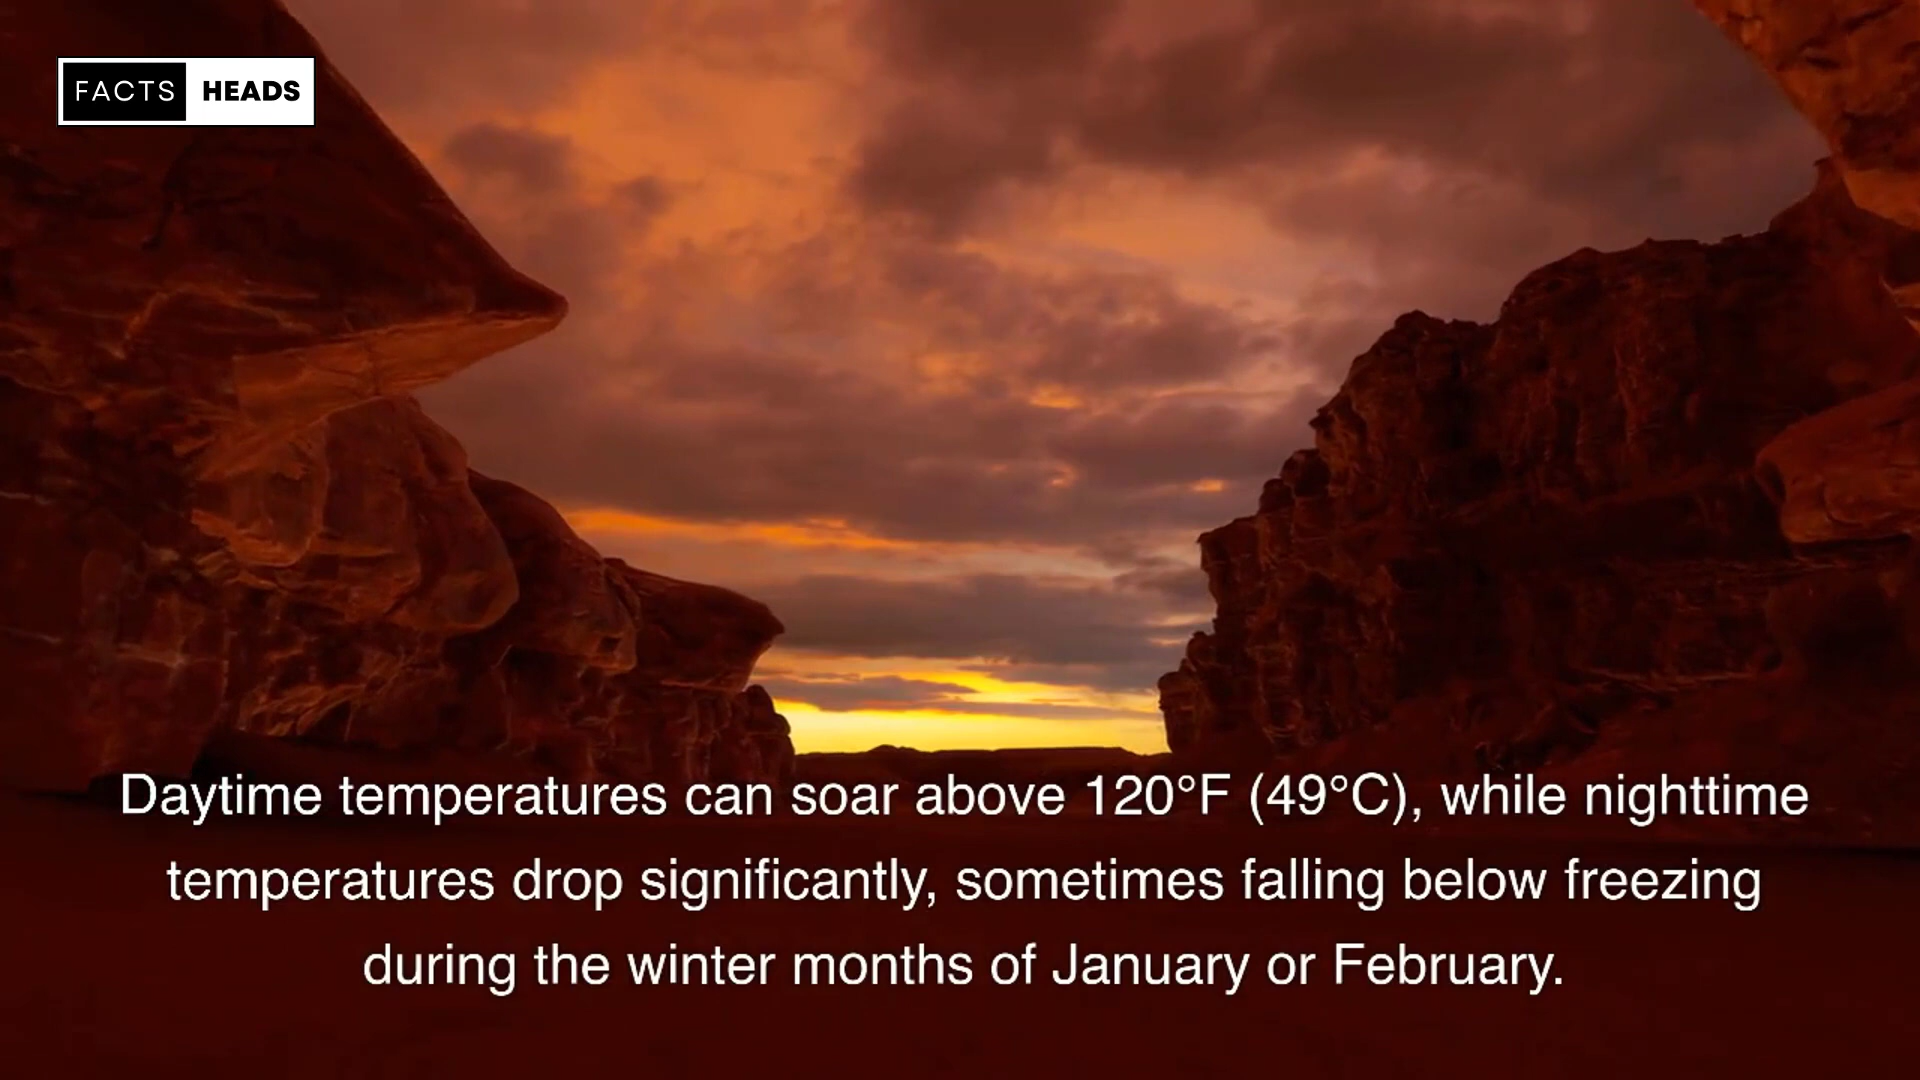 FACTS HEADS
Daytime temperatures can soar above 120°F (49°C), while nighttime
temperatures drop significantly, sometimes falling below freezing
during the winter months of January or February.